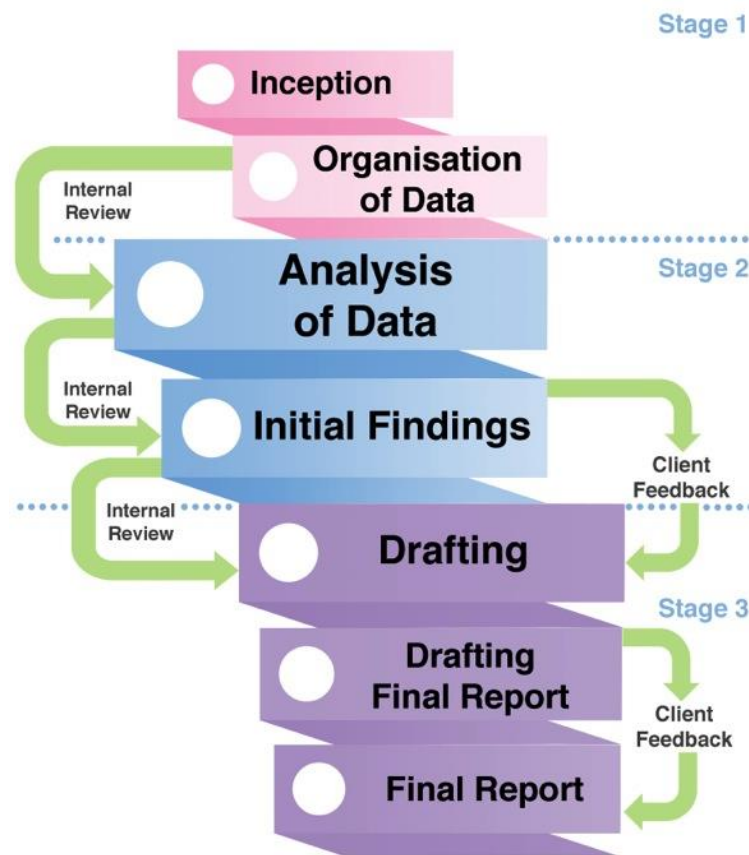 Stage 1
Inception
Organisation
of Data
Internal
Review
Stage 2
Analysis
of Data
Internal
Review
Initial Findings
Client
Feedback
Internal
Review
Drafting
Stage 3
Drafting
Final Report
Client
Feedback
Final Report